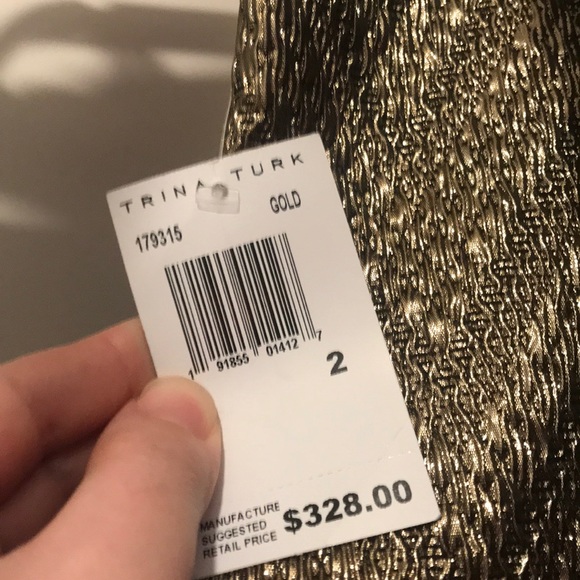 TRINA TURK
179315 GOLD
1 91855 01412 7
2
MANUFACTURE
SUGGESTED
RETAIL PRICE
$328.00